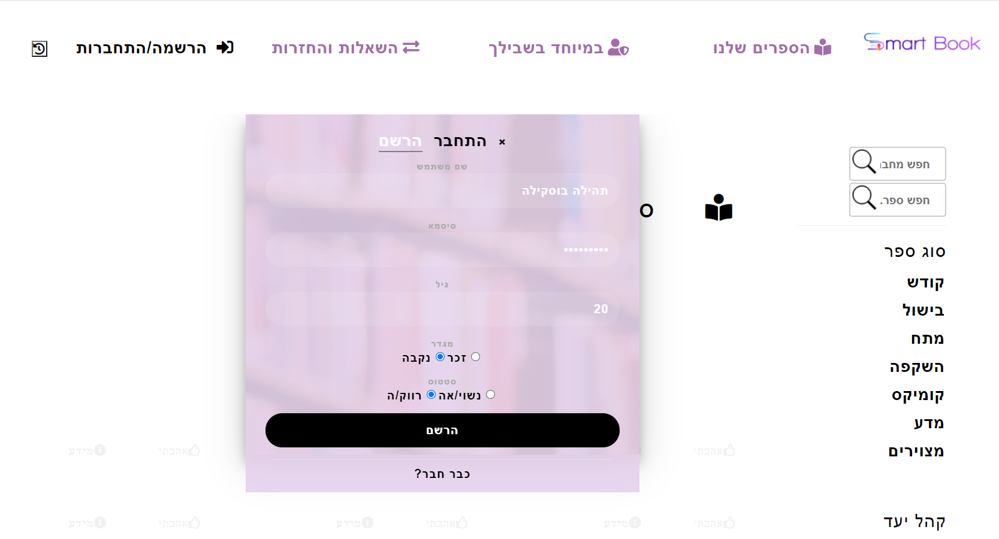 Smart Book
הספרים שלנו
במיוחד בשבילך
השאלות והחזרות
הרשמה/התחברות
× התחבר הרשם
שם משתמש
תהילה בוסקילה
סיסמא
•••••••••
גיל
20
מגדר
זכר נקבה
סטטוס
נשוי/אה רווק/ה
הרשם
כבר חבר?
חפש מחבר
חפש ספר.
סוג ספר
קודש
בישול
מתח
השקפה
קומיקס
מדע
מצוירים
קהל יעד
אהבתי
אהבתי מידע
אהבתי מידע
אהבתי מידע
אהבתי מידע